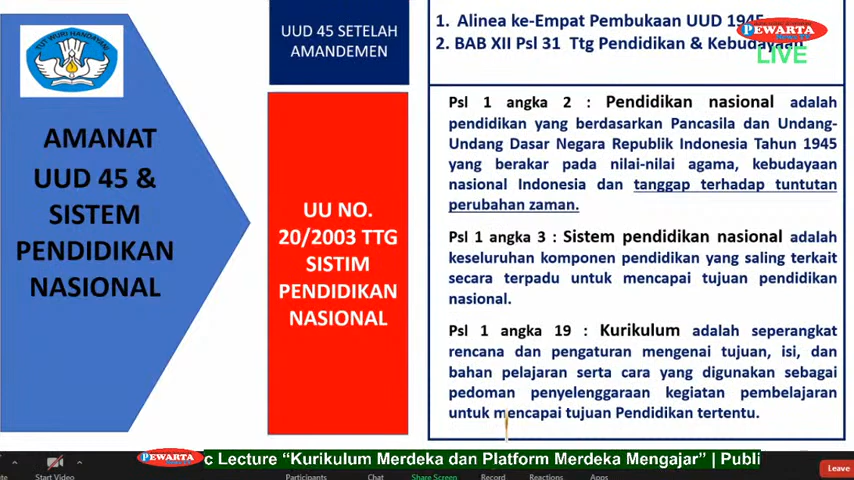 TUT WURI HANDAYANI
AMANAT
UUD 45 &
SISTEM
PENDIDIKAN
NASIONAL
UUD 45 SETELAH
AMANDEMEN
1. Alinea ke-Empat Pembukaan UUD 1945
2. BAB XII Psl 31 Ttg Pendidikan & Kebudayaan
PEWARTA
LIVE
UU NO.
20/2003 TTG
SISTIM
PENDIDIKAN
NASIONAL
Psl 1 angka 2 : Pendidikan nasional adalah
pendidikan yang berdasarkan Pancasila dan Undang-
Undang Dasar Negara Republik Indonesia Tahun 1945
yang berakar pada nilai-nilai agama, kebudayaan
nasional Indonesia dan tanggap terhadap tuntutan
perubahan zaman.
Psl 1 angka 3 : Sistem pendidikan nasional adalah
keseluruhan komponen pendidikan yang saling terkait
secara terpadu untuk mencapai tujuan pendidikan
nasional.
Psl 1 angka 19 : Kurikulum adalah seperangkat
rencana dan pengaturan mengenai tujuan, isi, dan
bahan pelajaran serta cara yang digunakan sebagai
pedoman penyelenggaraan kegiatan pembelajaran
untuk mencapai tujuan Pendidikan tertentu.
PEWARTA
c Lecture “Kurikulum Merdeka dan Platform Merdeka Mengajar” | Publi
Leave
Start Video
Participants
Chat
Share Screen
Record
Reactions
Apps